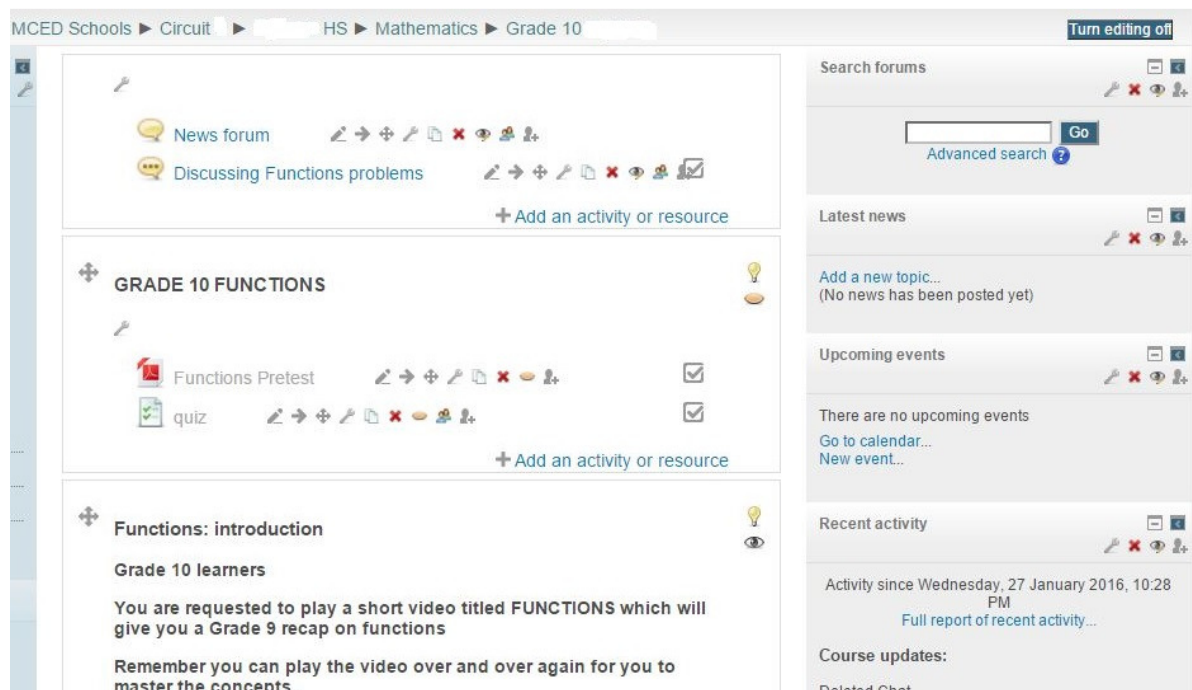 MCED Schools ► Circuit ► HS ► Mathematics ► Grade 10
Turn editing off
News forum
Discussing Functions problems
+ Add an activity or resource
GRADE 10 FUNCTIONS
Functions Pretest
quiz
+ Add an activity or resource
Functions: introduction
Grade 10 learners
You are requested to play a short video titled FUNCTIONS which will
give you a Grade 9 recap on functions
Remember you can play the video over and over again for you to
master the concepts
Search forums
Go
Advanced search ?
Latest news
Add a new topic...
(No news has been posted yet)
Upcoming events
There are no upcoming events
Go to calendar...
New event...
Recent activity
Activity since Wednesday, 27 January 2016, 10:28
PM
Full report of recent activity...
Course updates:
Deleted Chat